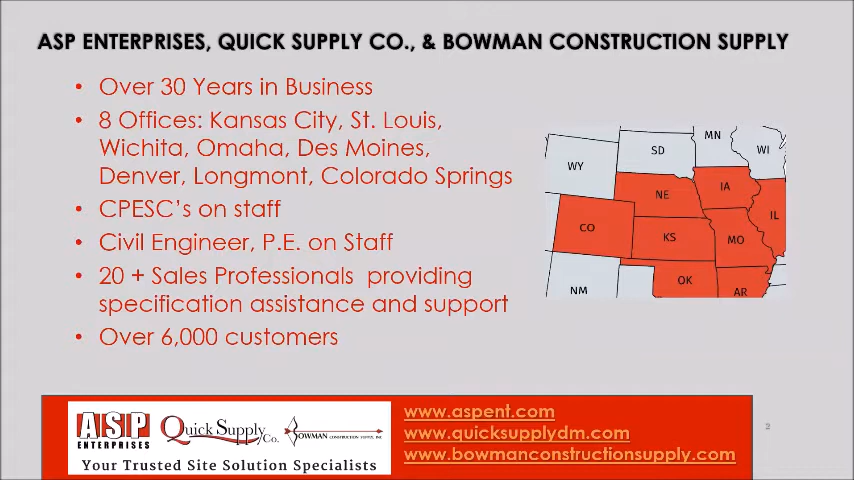 ASP ENTERPRISES, QUICK SUPPLY CO., & BOWMAN CONSTRUCTION SUPPLY
• Over 30 Years in Business
• 8 Offices: Kansas City, St. Louis,
Wichita, Omaha, Des Moines,
Denver, Longmont, Colorado Springs
• CPESC’s on staff
• Civil Engineer, P.E. on Staff
• 20 + Sales Professionals providing
specification assistance and support
• Over 6,000 customers
MN
SD
WI
WY
NE
IA
IL
CO
KS
MO
OK
NM
AR
ASP
ENTERPRISES
Quick Supply Co.
BOWMAN CONSTRUCTION SUPPLY, INC
Your Trusted Site Solution Specialists
www.aspent.com
www.quicksupplydm.com
www.bowmanconstructionsupply.com
2